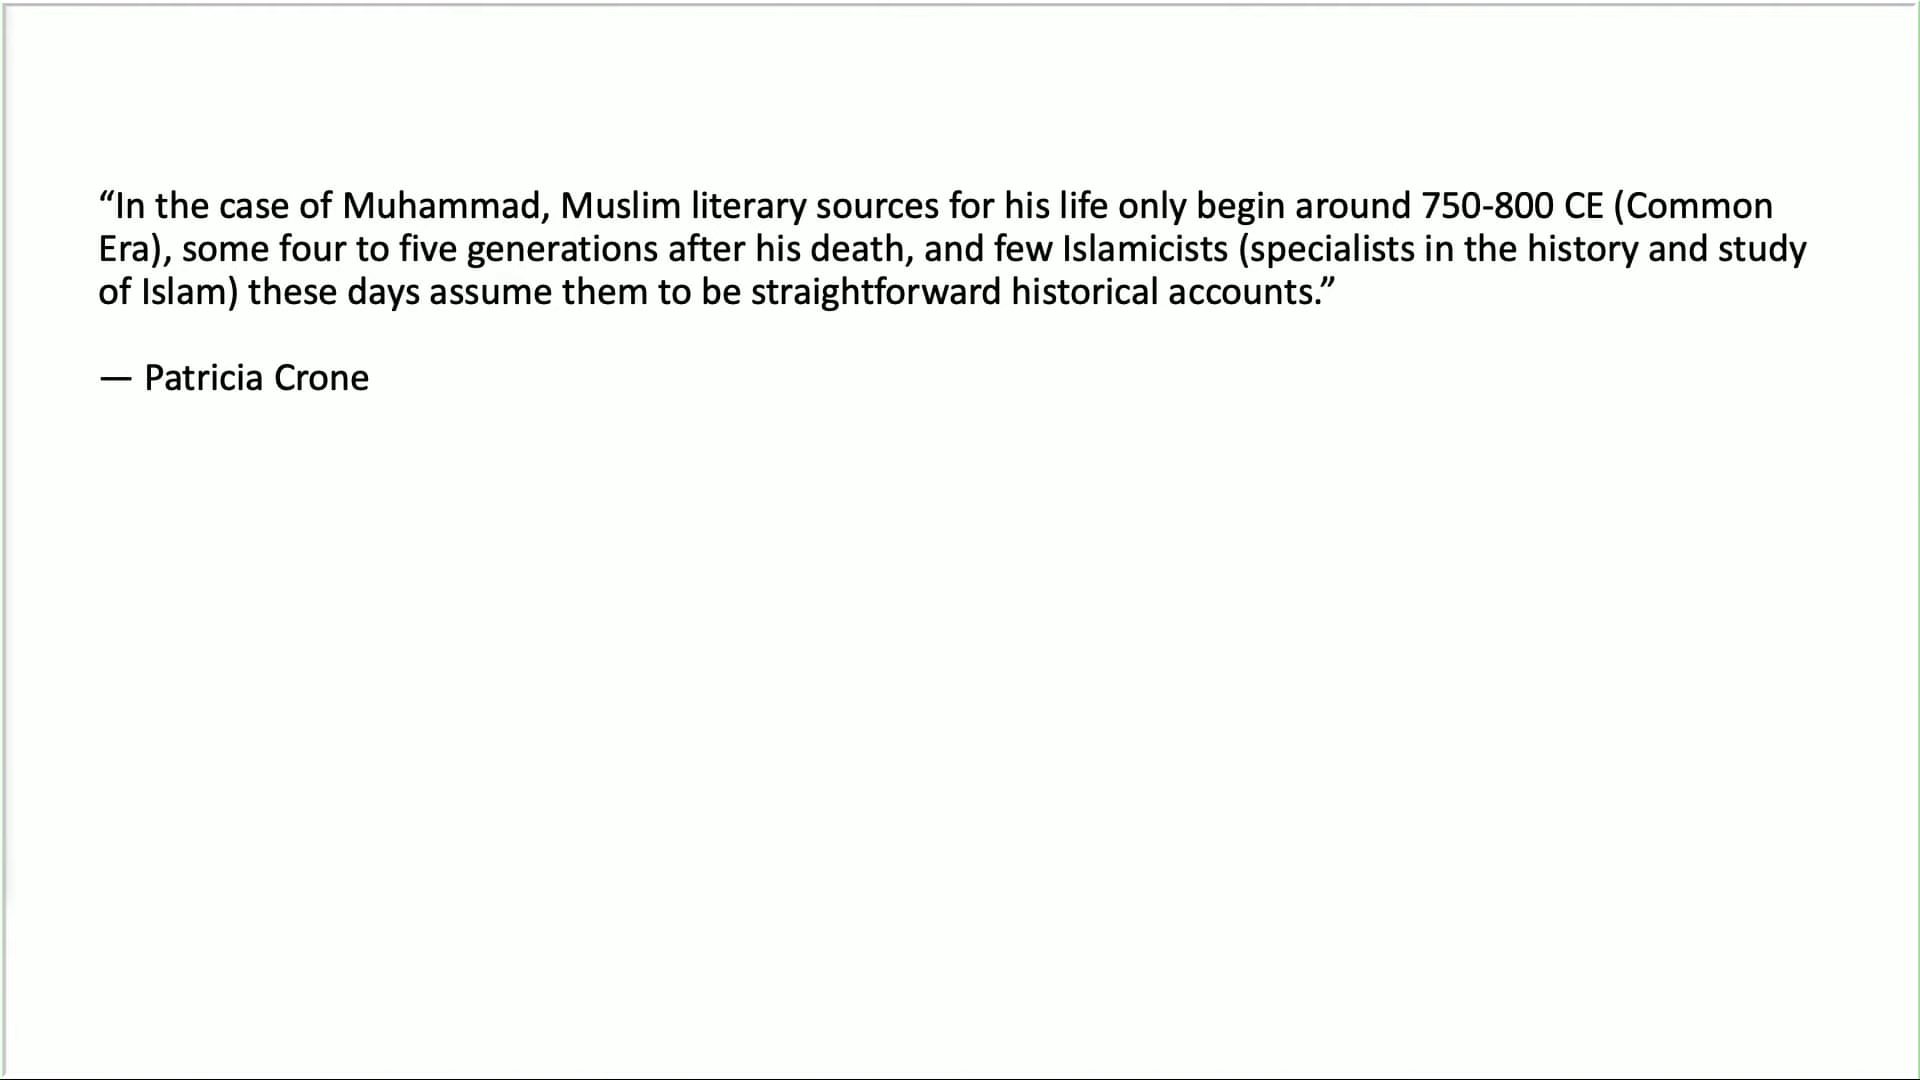 “In the case of Muhammad, Muslim literary sources for his life only begin around 750-800 CE (Common
Era), some four to five generations after his death, and few Islamicists (specialists in the history and study
of Islam) these days assume them to be straightforward historical accounts.”
— Patricia Crone